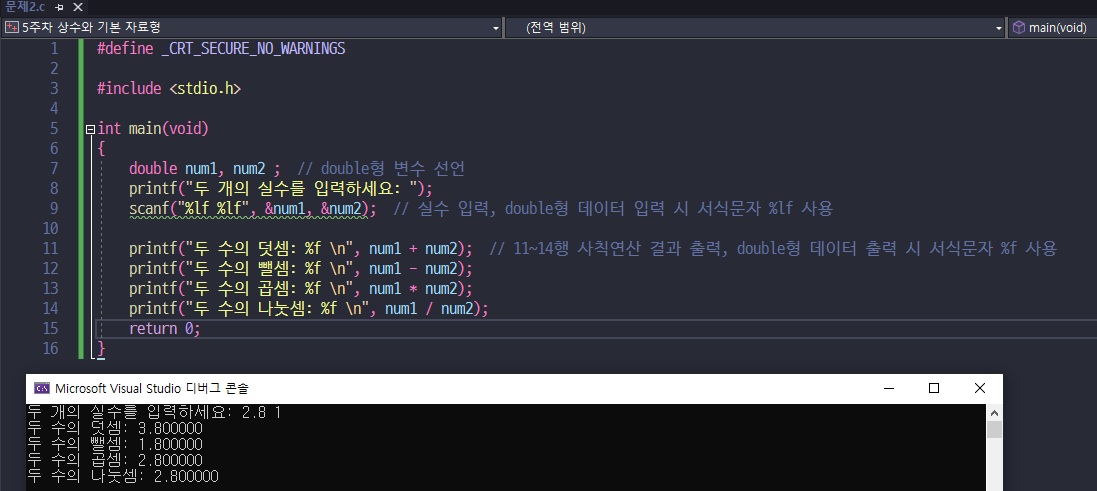 문제2.c
5주차 상수와 기본 자료형 (전역 범위) main(void)
1 #define _CRT_SECURE_NO_WARNINGS
2
3 #include <stdio.h>
4
5 int main(void)
6 {
7 double num1, num2 ; // double형 변수 선언
8 printf("두 개의 실수를 입력하세요: ");
9 scanf("%lf %lf", &num1, &num2); // 실수 입력, double형 데이터 입력 시 서식문자 %lf 사용
10
11 printf("두 수의 덧셈: %f \n", num1 + num2); // 11~14행 사칙연산 결과 출력, double형 데이터 출력 시 서식문자 %f 사용
12 printf("두 수의 뺄셈: %f \n", num1 - num2);
13 printf("두 수의 곱셈: %f \n", num1 * num2);
14 printf("두 수의 나눗셈: %f \n", num1 / num2);
15 return 0;
16 }
Microsoft Visual Studio 디버그 콘솔
두 개의 실수를 입력하세요: 2.8 1
두 수의 덧셈: 3.800000
두 수의 뺄셈: 1.800000
두 수의 곱셈: 2.800000
두 수의 나눗셈: 2.800000